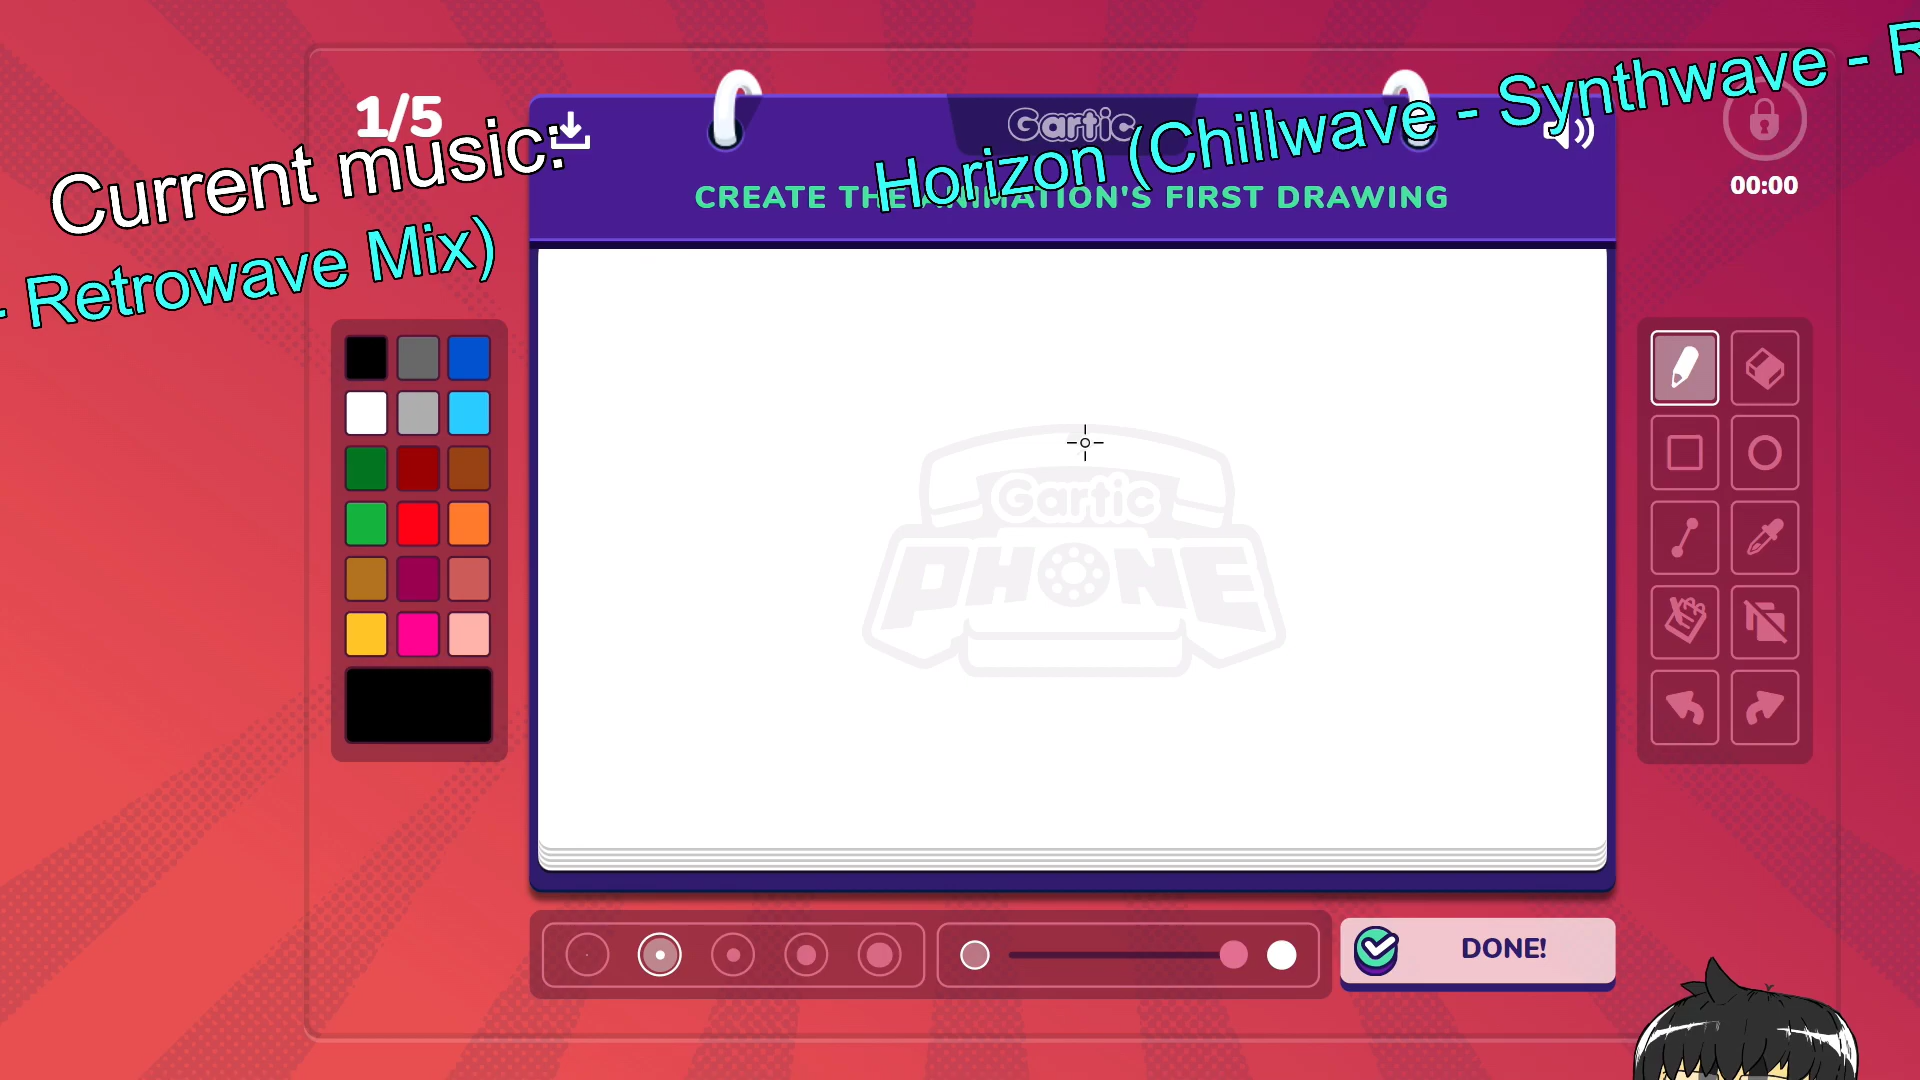 1/5
Current music:
- Retrowave Mix)
Horizon (Chillwave - Synthwave - R
Gartic
CREATE THE ANIMATION'S FIRST DRAWING
00:00
Gartic
PHONE
DONE!